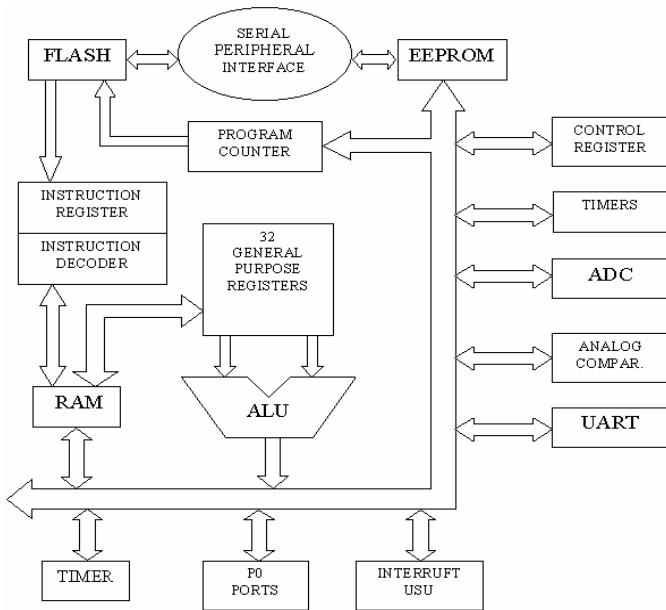 SERIAL
PERIPHERAL
INTERFACE
FLASH
EEPROM
PROGRAM
COUNTER
CONTROL
REGISTER
INSTRUCTION
REGISTER
INSTRUCTION
DECODER
32
GENERAL
PURPOSE
REGISTERS
TIMERS
ADC
ANALOG
COMPAR.
RAM
ALU
UART
TIMER
P0
PORTS
INTERRUFT
USU